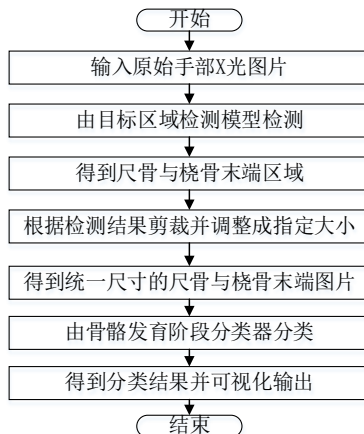 开始
输入原始手部X光图片
由目标区域检测模型检测
得到尺骨与桡骨末端区域
根据检测结果剪裁并调整成指定大小
得到统一尺寸的尺骨与桡骨末端图片
由骨骼发育阶段分类器分类
得到分类结果并可视化输出
结束